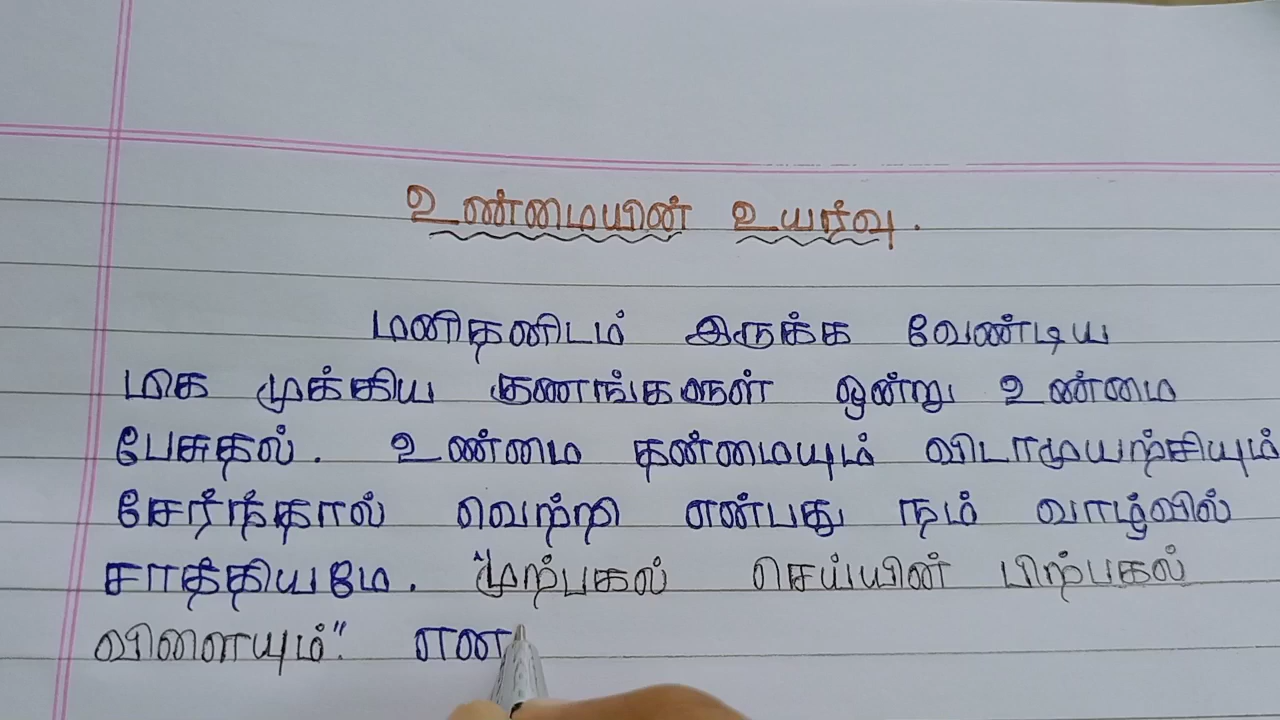 உண்மையின் உயர்வு.
மனிதனிடம் இருக்க வேண்டிய
மிக முக்கிய குணங்களுள் ஒன்று உண்மை
பேசுதல். உண்மை தன்மையும் விடாமுயற்சியும்
சேர்ந்தால் வெற்றி என்பது நம் வாழ்வில்
சாத்தியமே. "முற்பகல் செய்யின் பிற்பகல்
விளையும்". என